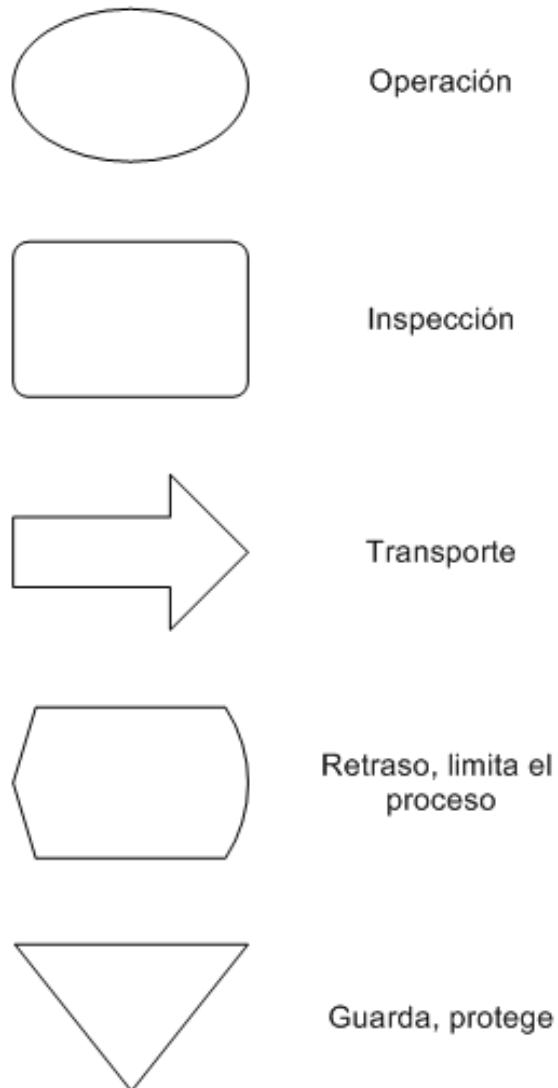 Operación
Inspección
Transporte
Retraso, limita el
proceso
Guarda, protege